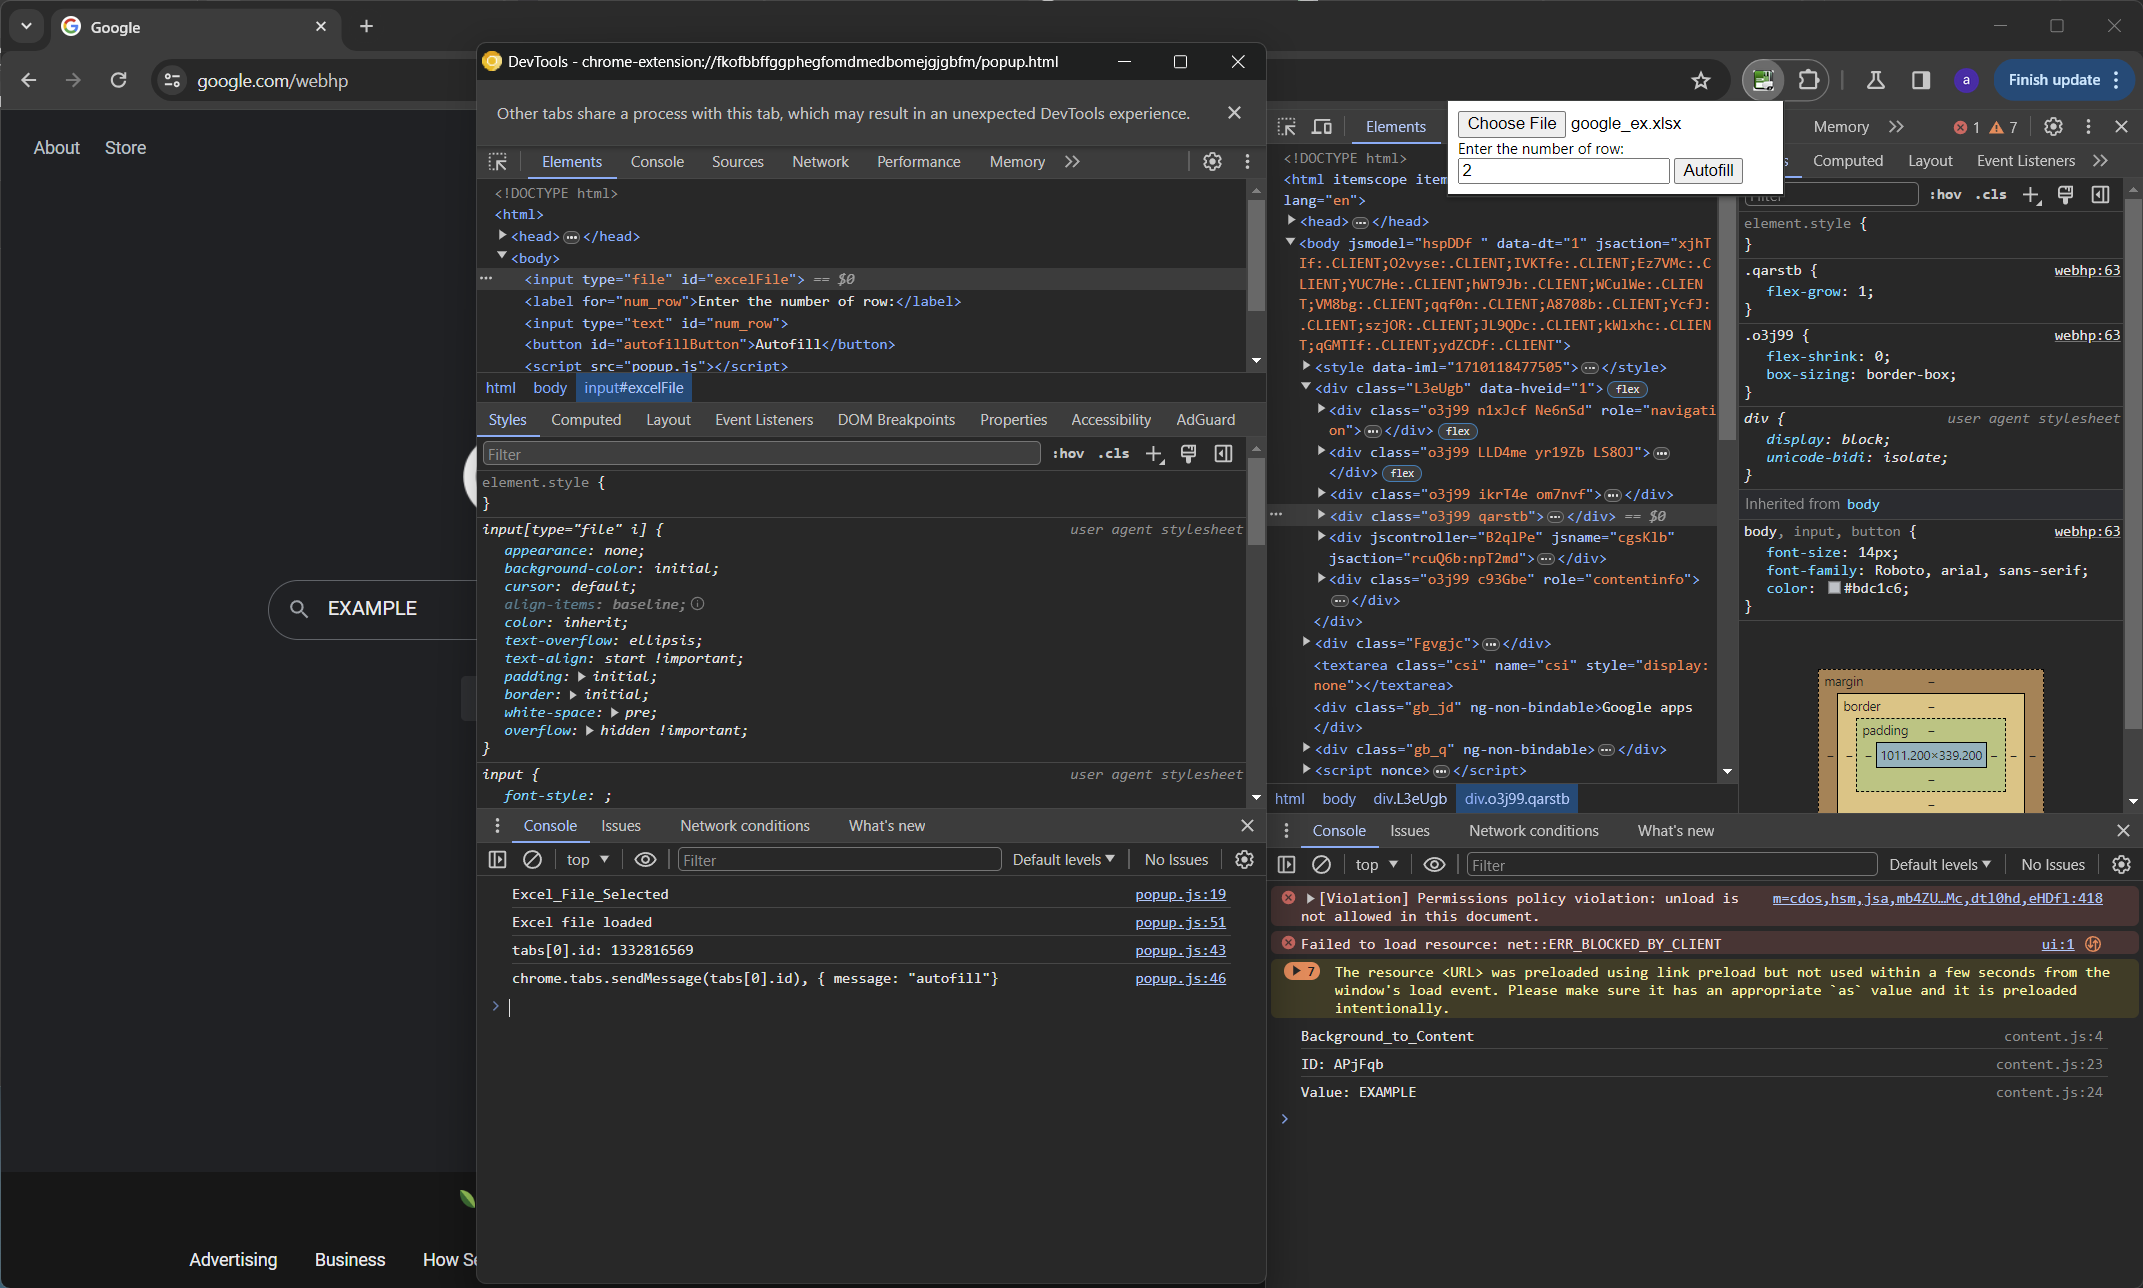 Google
google.com/webhp
Finish update
About
Store
EXAMPLE
Advertising
Business
How Se
DevTools - chrome-extension://fkofbbffggphegfomdmedbomejgjgbfm/popup.html
Other tabs share a process with this tab, which may result in an unexpected DevTools experience.
Elements Console Sources Network Performance Memory
<!DOCTYPE html>
<html>
<head> ••• </head>
<body>
••• <input type="file" id="excelFile"> == $0
<label for="num_row">Enter the number of row:</label>
<input type="text" id="num_row">
<button id="autofillButton">Autofill</button>
<script src="popup.js"></script>
html body input#excelFile
Styles Computed Layout Event Listeners DOM Breakpoints Properties Accessibility AdGuard
Filter :hov .cls
element.style {
}
input[type="file" i] { user agent stylesheet
appearance: none;
background-color: initial;
cursor: default;
align-items: baseline;
color: inherit;
text-overflow: ellipsis;
text-align: start !important;
padding: initial;
border: initial;
white-space: pre;
overflow: hidden !important;
}
input { user agent stylesheet
font-style: ;
Console Issues Network conditions What's new
top Filter Default levels No Issues
Excel_File_Selected popup.js:19
Excel file loaded popup.js:51
tabs[0].id: 1332816569 popup.js:43
chrome.tabs.sendMessage(tabs[0].id), { message: "autofill"} popup.js:46
Choose File google_ex.xlsx
Enter the number of row:
2 Autofill
Elements Memory 1 7
<!DOCTYPE html>
<html itemscope item
lang="en">
<head> ••• </head>
<body jsmodel="hspDDf " data-dt="1" jsaction="xjhT
If:.CLIENT;O2vyse:.CLIENT;IVKTfe:.CLIENT;Ez7VMc:.C
LIENT;YUC7He:.CLIENT;hWT9Jb:.CLIENT;WCulWe:.CLIEN
T;VM8bg:.CLIENT;qqf0n:.CLIENT;A8708b:.CLIENT;YcfJ:
.CLIENT;szjOR:.CLIENT;JL9QDc:.CLIENT;kWlxhc:.CLIEN
T;qGMTIf:.CLIENT;ydZCDf:.CLIENT">
<style data-iml="1710118477505"> ••• </style>
<div class="L3eUgb" data-hveid="1"> flex
<div class="o3j99 n1xJcf Ne6nSd" role="navigati
on"> ••• </div> flex
<div class="o3j99 LLD4me yr19Zb LS8OJ"> •••
</div> flex
<div class="o3j99 ikrT4e om7nvf"> ••• </div>
••• <div class="o3j99 qarstb"> ••• </div> == $0
<div jscontroller="B2qlPe" jsname="cgsKlb"
jsaction="rcuQ6b:npT2md"> ••• </div>
<div class="o3j99 c93Gbe" role="contentinfo">
••• </div>
</div>
<div class="Fgvgjc"> ••• </div>
<textarea class="csi" name="csi" style="display:
none"></textarea>
<div class="gb_jd" ng-non-bindable>Google apps
</div>
<div class="gb_q" ng-non-bindable> ••• </div>
<script nonce> ••• </script>
html body div.L3eUgb div.o3j99.qarstb
Computed Layout Event Listeners
:hov .cls
element.style {
}
.qarstb { webhp:63
flex-grow: 1;
}
.o3j99 { webhp:63
flex-shrink: 0;
box-sizing: border-box;
}
div { user agent stylesheet
display: block;
unicode-bidi: isolate;
}
Inherited from body
body, input, button { webhp:63
font-size: 14px;
font-family: Roboto, arial, sans-serif;
color: #bdc1c6;
}
margin –
border –
padding –
– – – 1011.200×339.200 – – –
–
–
Console Issues Network conditions What's new
top Filter Default levels No Issues
[Violation] Permissions policy violation: unload is m=cdos,hsm,jsa,mb4ZU…Mc,dtl0hd,eHDfl:418
not allowed in this document.
Failed to load resource: net::ERR_BLOCKED_BY_CLIENT ui:1
7 The resource <URL> was preloaded using link preload but not used within a few seconds from the
window's load event. Please make sure it has an appropriate `as` value and it is preloaded
intentionally.
Background_to_Content content.js:4
ID: APjFqb content.js:23
Value: EXAMPLE content.js:24